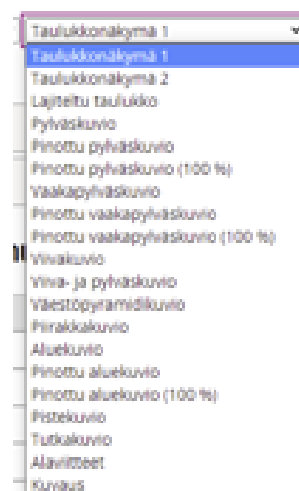 Taulukkonäkymä 1
Taulukkonäkymä 1
Taulukkonäkymä 2
Lajiteltu taulukko
Pylväskuvio
Pinottu pylväskuvio
Pinottu pylväskuvio (100 %)
Vaakapylväskuvio
Pinottu vaakapylväskuvio
Pinottu vaakapylväskuvio (100 %)
Viivakuvio
Viiva- ja pylväskuvio
Väestöpyramidikuvio
Piirakkakuvio
Aluekuvio
Pinottu aluekuvio
Pinottu aluekuvio (100 %)
Pistekuvio
Tutkakuvio
Alaviitteet
Kuvaus